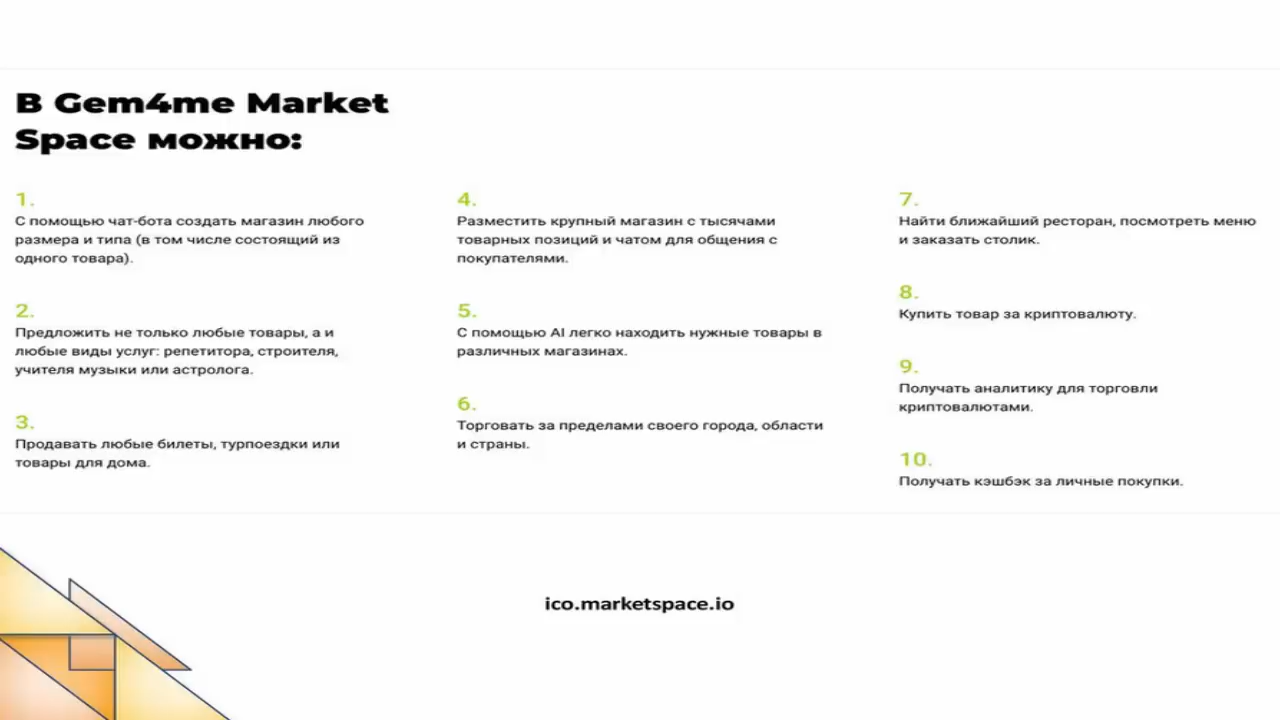 В Gem4me Market
Space можно:
1.
С помощью чат-бота создать магазин любого
размера и типа (в том числе состоящий из
одного товара).
2.
Предложить не только любые товары, а и
любые виды услуг: репетитора, строителя,
учителя музыки или астролога.
3.
Продавать любые билеты, турпоездки или
товары для дома.
4.
Разместить крупный магазин с тысячами
товарных позиций и чатом для общения с
покупателями.
5.
С помощью AI легко находить нужные товары в
различных магазинах.
6.
Торговать за пределами своего города, области
и страны.
7.
Найти ближайший ресторан, посмотреть меню
и заказать столик.
8.
Купить товар за криптовалюту.
9.
Получать аналитику для торговли
криптовалютами.
10.
Получать кэшбэк за личные покупки.
ico.marketspace.io